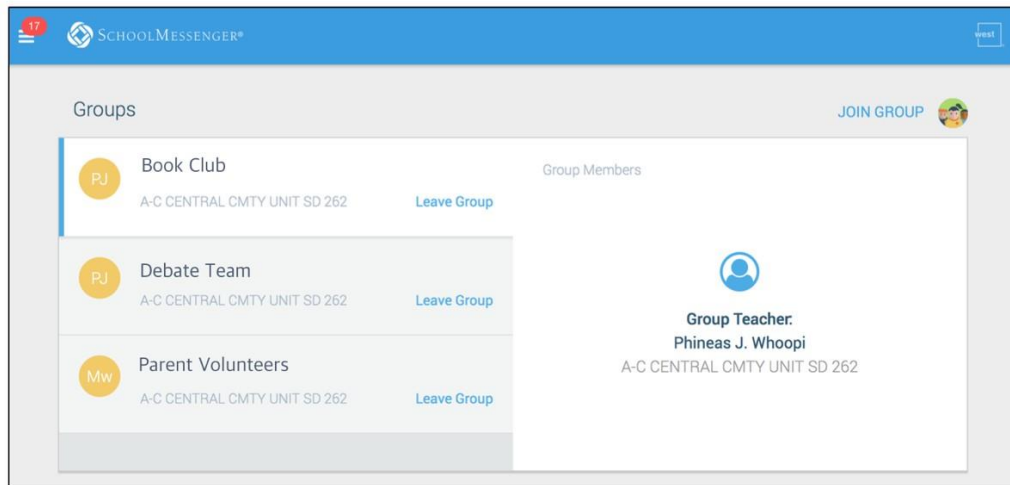 17
SCHOOLMESSENGER®
west
Groups
JOIN GROUP
PJ
Book Club
A-C CENTRAL CMTY UNIT SD 262
Leave Group
PJ
Debate Team
A-C CENTRAL CMTY UNIT SD 262
Leave Group
Mw
Parent Volunteers
A-C CENTRAL CMTY UNIT SD 262
Leave Group
Group Members
Group Teacher:
Phineas J. Whoopi
A-C CENTRAL CMTY UNIT SD 262